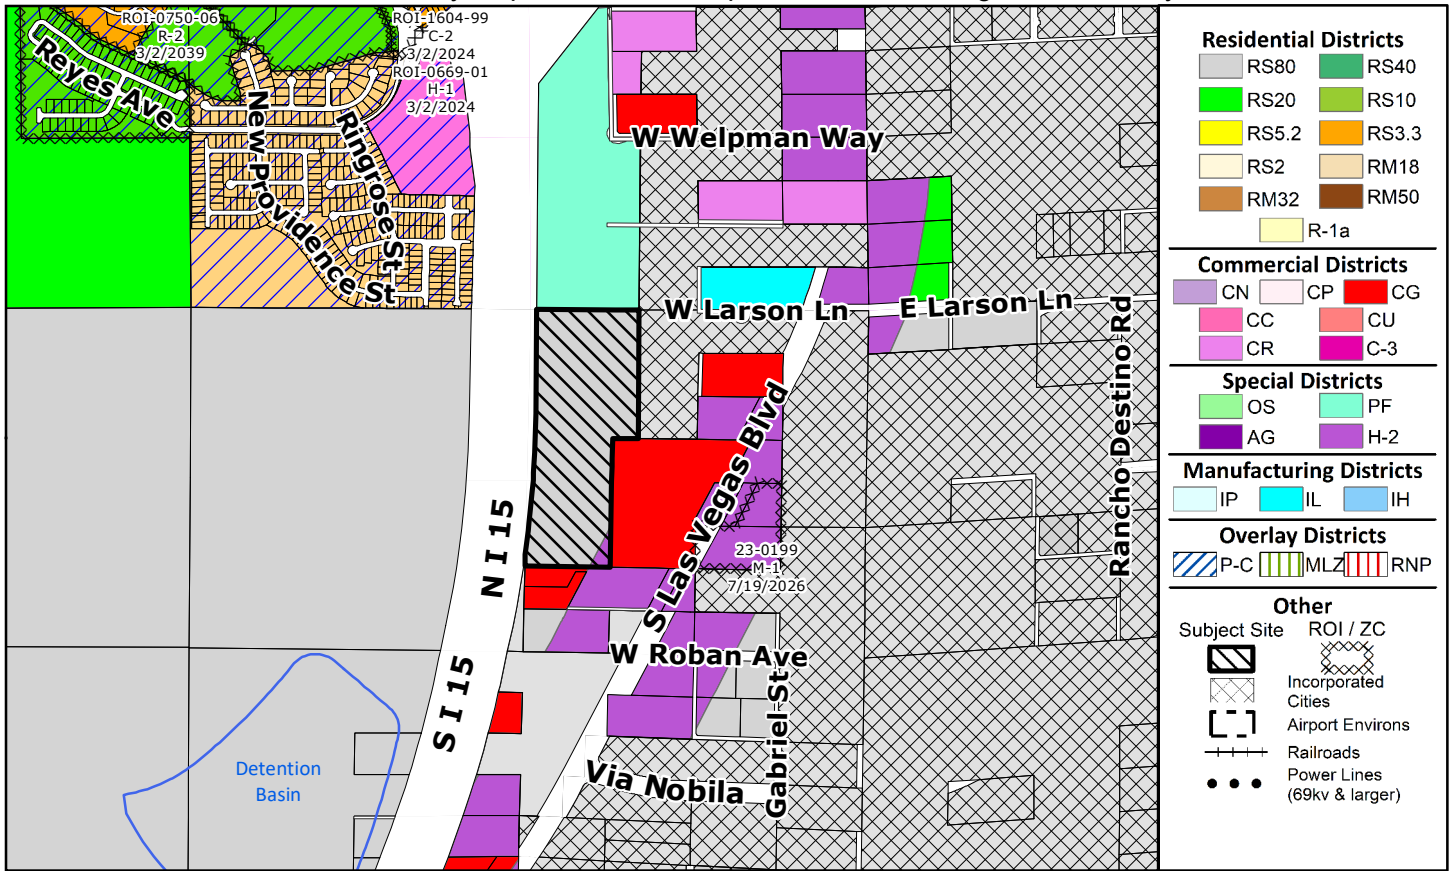 ROI-0750-06
R-2
3/2/2039
ROI-1604-99
C-2
3/2/2024
ROI-0669-01
H-1
3/2/2024
Reyes Ave
New Providence St
Ringrose St
W Welpman Way
W Larson Ln
E Larson Ln
Rancho Destino Rd
S Las Vegas Blvd
N I 15
S I 15
23-0199
M-1
7/19/2026
W Roban Ave
Gabriel St
Via Nobila
Detention
Basin
Residential Districts
RS80 RS40
RS20 RS10
RS5.2 RS3.3
RS2 RM18
RM32 RM50
R-1a
Commercial Districts
CN CP CG
CC CU
CR C-3
Special Districts
OS PF
AG H-2
Manufacturing Districts
IP IL IH
Overlay Districts
P-C MLZ RNP
Other
Subject Site ROI / ZC
Incorporated
Cities
Airport Environs
Railroads
Power Lines
(69kv & larger)